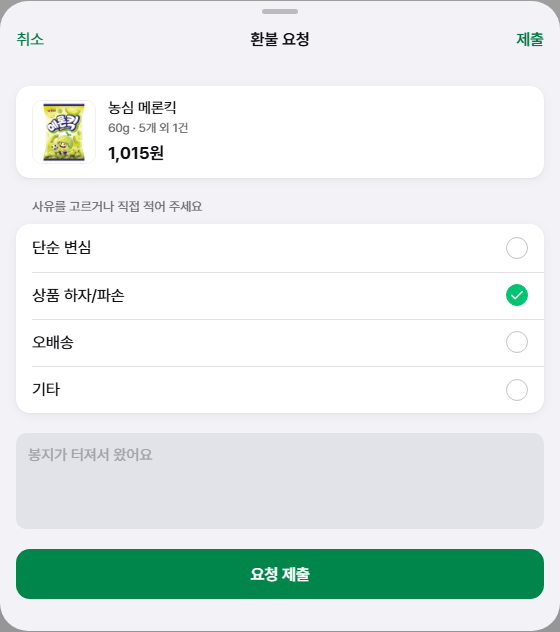 취소
환불 요청
제출
메론킥
농심 메론킥
60g · 5개 외 1건
1,015원
사유를 고르거나 직접 적어 주세요
단순 변심
상품 하자/파손
오배송
기타
봉지가 터져서 왔어요
요청 제출